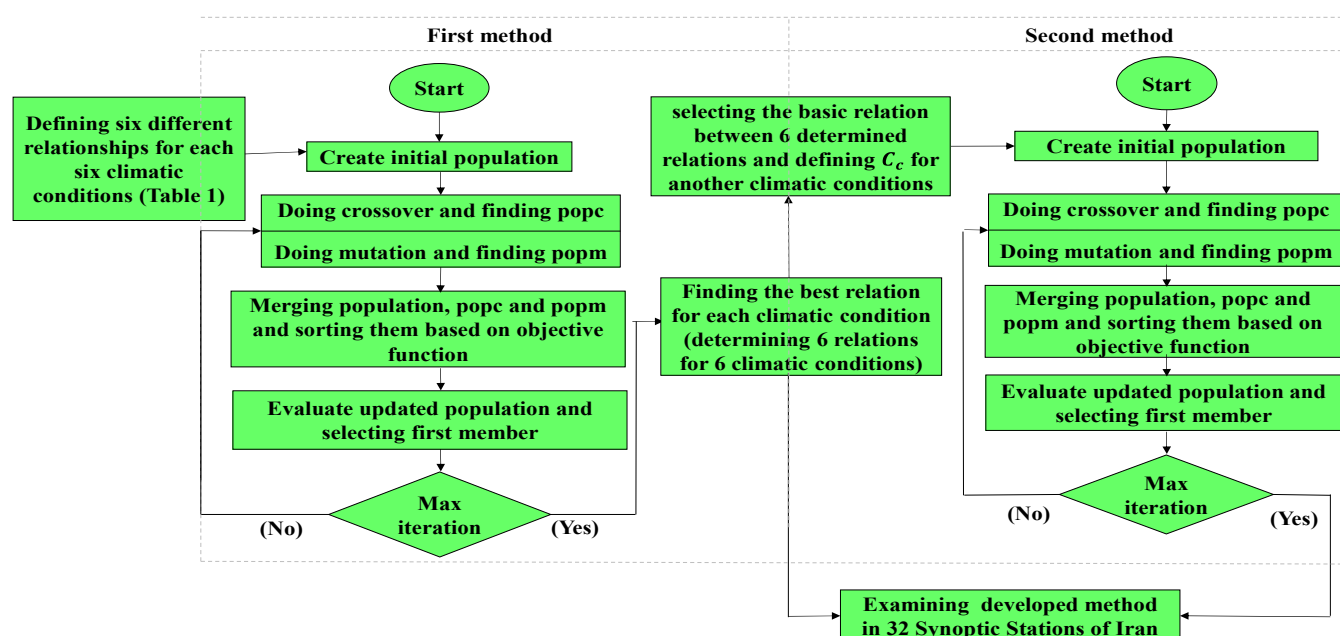 First method
Second method
Start
Defining six different
relationships for each
six climatic
conditions (Table 1)
Create initial population
Doing crossover and finding popc
Doing mutation and finding popm
Merging population, popc and popm
and sorting them based on objective
function
Evaluate updated population and
selecting first member
Max
iteration
(No)
(Yes)
selecting the basic relation
between 6 determined
relations and defining C_c for
another climatic conditions
Finding the best relation
for each climatic condition
(determining 6 relations
for 6 climatic conditions)
Start
Create initial population
Doing crossover and finding popc
Doing mutation and finding popm
Merging population, popc and
popm and sorting them based on
objective function
Evaluate updated population and
selecting first member
Max
iteration
(No)
(Yes)
Examining developed method
in 32 Synoptic Stations of Iran